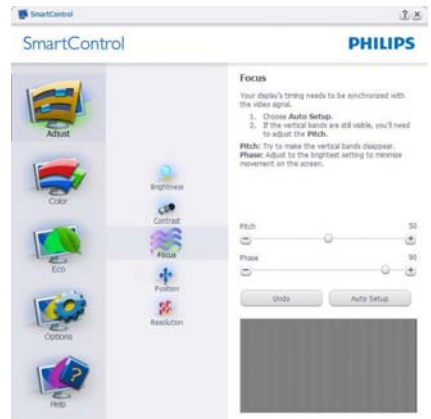 SmartControl
SmartControl
PHILIPS
Adjust
Color
Eco
Options
Help
Brightness
Contrast
Focus
Position
Resolution
Focus
Your display's timing needs to be synchronized with
the video signal.
1. Choose Auto Setup.
2. If the vertical bands are still visible, you'll need
to adjust the Pitch.
Pitch: Try to make the vertical bands disappear.
Phase: Adjust to the brightest setting to minimize
movement on the screen.
Pitch 50
Phase 90
Undo Auto Setup